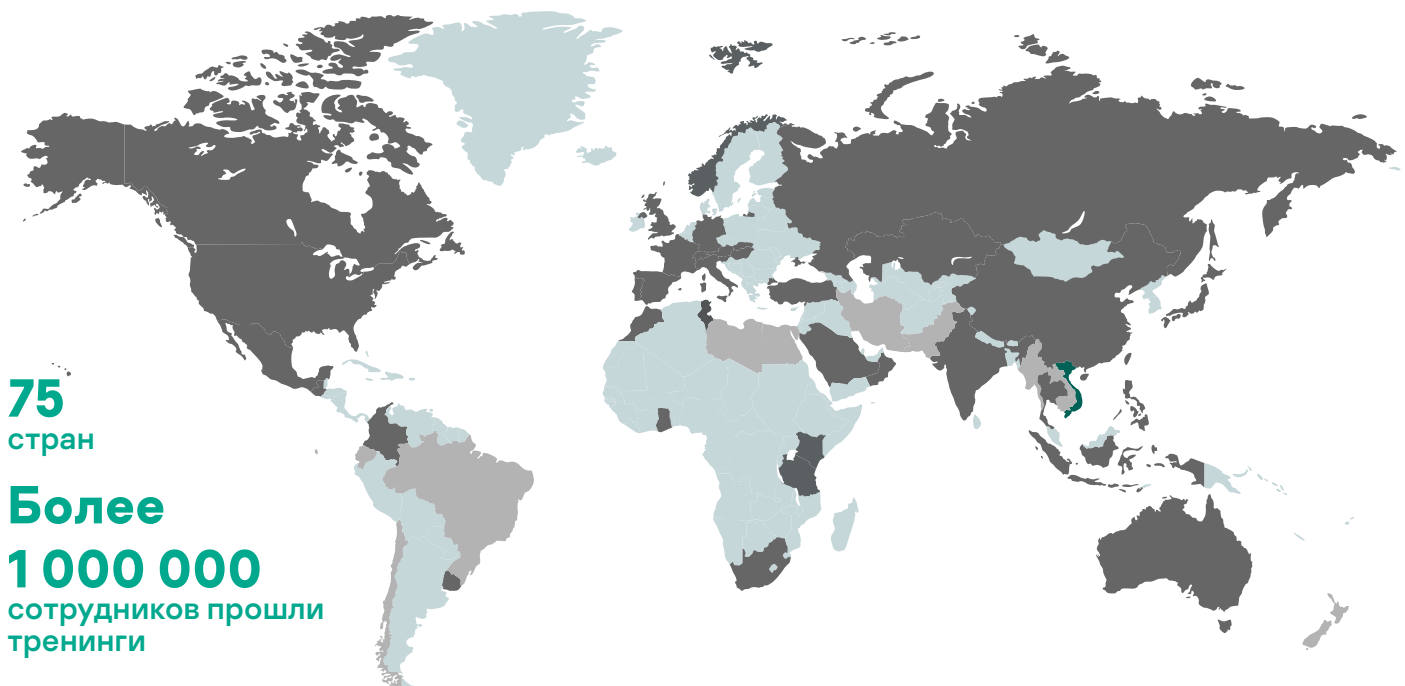 75
стран
Более
1 000 000
сотрудников прошли
тренинги